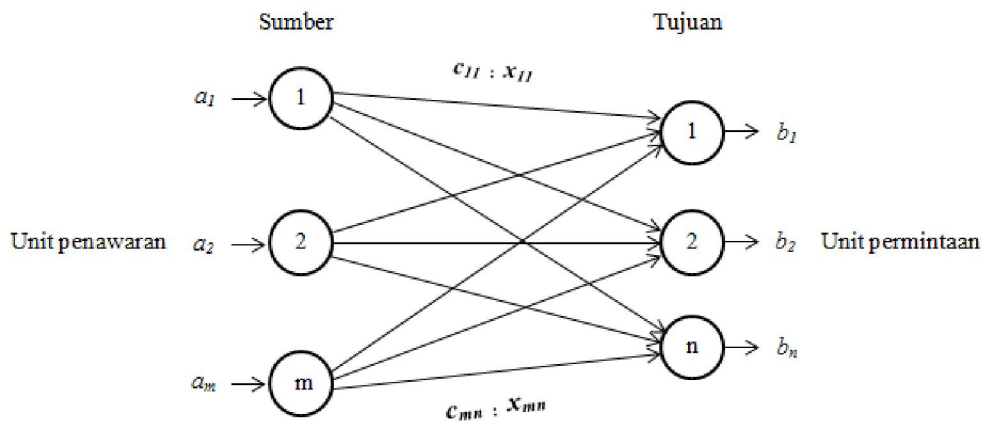 Sumber
Tujuan
c11 : x11
a1
1
1
b1
Unit penawaran
a2
2
2
b2
Unit permintaan
am
m
n
bn
cmn : xmn